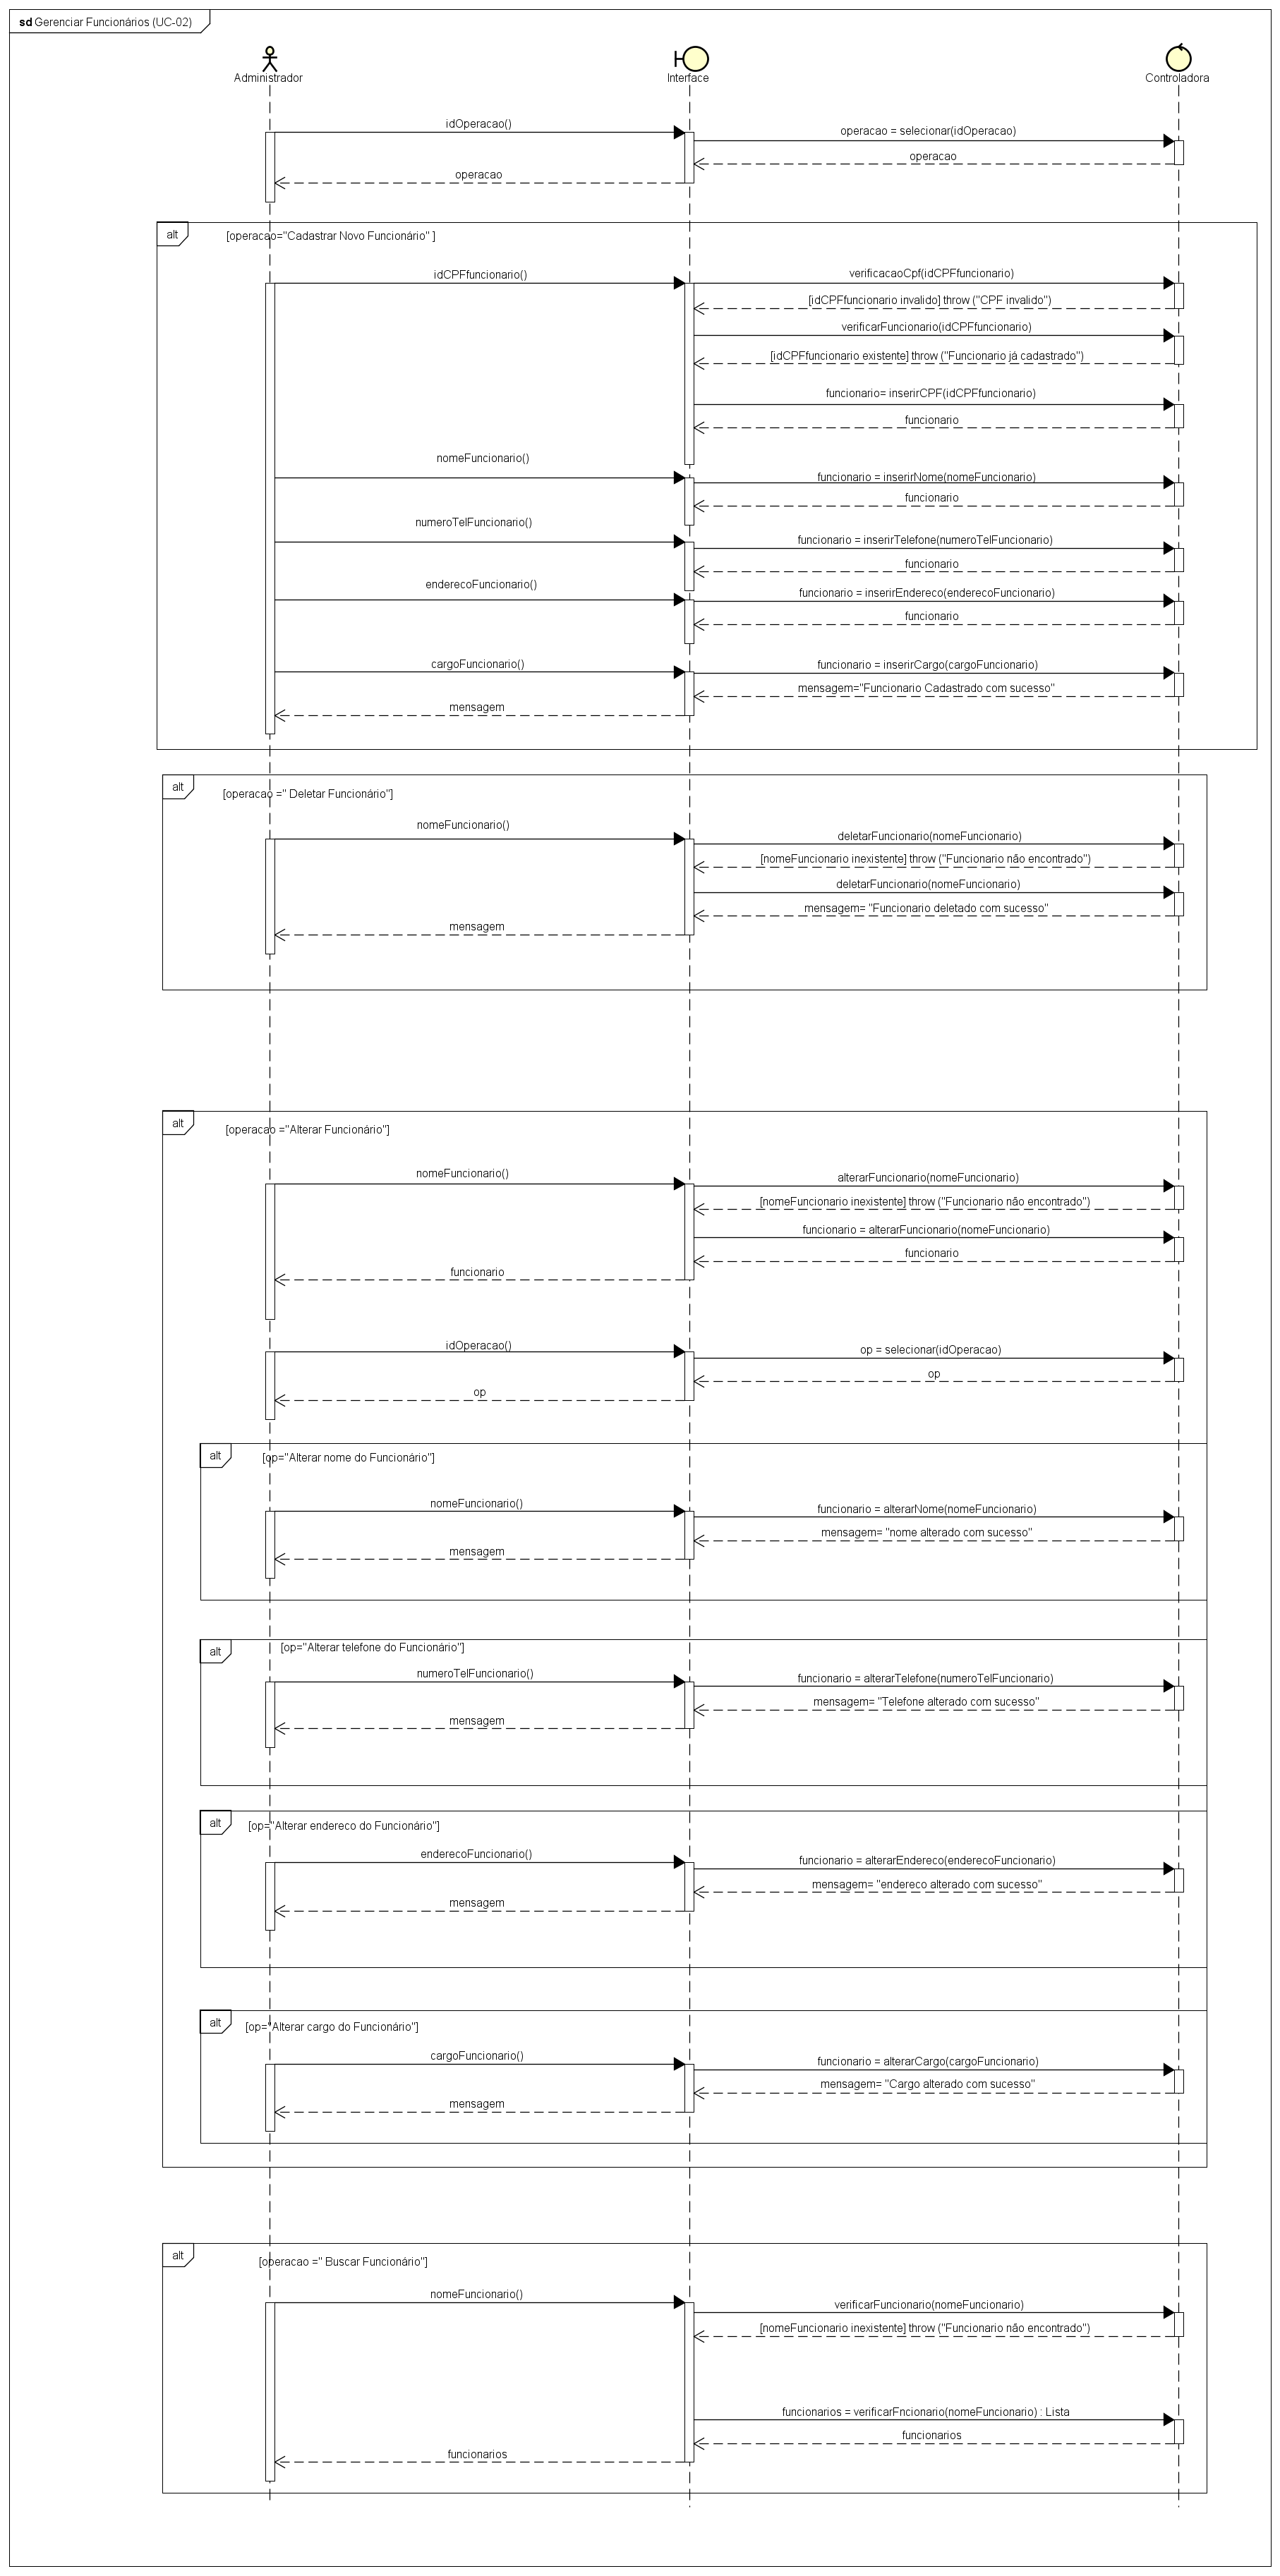 sd Gerenciar Funcionários (UC-02)
Administrador
Interface
Controladora
idOperacao()
operacao = selecionar(idOperacao)
operacao
operacao
alt
[operacao="Cadastrar Novo Funcionário" ]
idCPFfuncionario()
verificacaoCpf(idCPFfuncionario)
[idCPFfuncionario invalido] throw ("CPF invalido")
verificarFuncionario(idCPFfuncionario)
[idCPFfuncionario existente] throw ("Funcionario já cadastrado")
funcionario= inserirCPF(idCPFfuncionario)
funcionario
nomeFuncionario()
funcionario = inserirNome(nomeFuncionario)
funcionario
numeroTelFuncionario()
funcionario = inserirTelefone(numeroTelFuncionario)
funcionario
enderecoFuncionario()
funcionario = inserirEndereco(enderecoFuncionario)
funcionario
cargoFuncionario()
funcionario = inserirCargo(cargoFuncionario)
mensagem="Funcionario Cadastrado com sucesso"
mensagem
alt
[operacao =" Deletar Funcionário"]
nomeFuncionario()
deletarFuncionario(nomeFuncionario)
[nomeFuncionario inexistente] throw ("Funcionario não encontrado")
deletarFuncionario(nomeFuncionario)
mensagem= "Funcionario deletado com sucesso"
mensagem
alt
[operacao ="Alterar Funcionário"]
nomeFuncionario()
alterarFuncionario(nomeFuncionario)
[nomeFuncionario inexistente] throw ("Funcionario não encontrado")
funcionario = alterarFuncionario(nomeFuncionario)
funcionario
funcionario
idOperacao()
op = selecionar(idOperacao)
op
op
alt
[op="Alterar nome do Funcionário"]
nomeFuncionario()
funcionario = alterarNome(nomeFuncionario)
mensagem= "nome alterado com sucesso"
mensagem
alt
[op="Alterar telefone do Funcionário"]
numeroTelFuncionario()
funcionario = alterarTelefone(numeroTelFuncionario)
mensagem= "Telefone alterado com sucesso"
mensagem
alt
[op="Alterar endereco do Funcionário"]
enderecoFuncionario()
funcionario = alterarEndereco(enderecoFuncionario)
mensagem= "endereco alterado com sucesso"
mensagem
alt
[op="Alterar cargo do Funcionário"]
cargoFuncionario()
funcionario = alterarCargo(cargoFuncionario)
mensagem= "Cargo alterado com sucesso"
mensagem
alt
[operacao =" Buscar Funcionário"]
nomeFuncionario()
verificarFuncionario(nomeFuncionario)
[nomeFuncionario inexistente] throw ("Funcionario não encontrado")
funcionarios = verificarFncionario(nomeFuncionario) : Lista
funcionarios
funcionarios